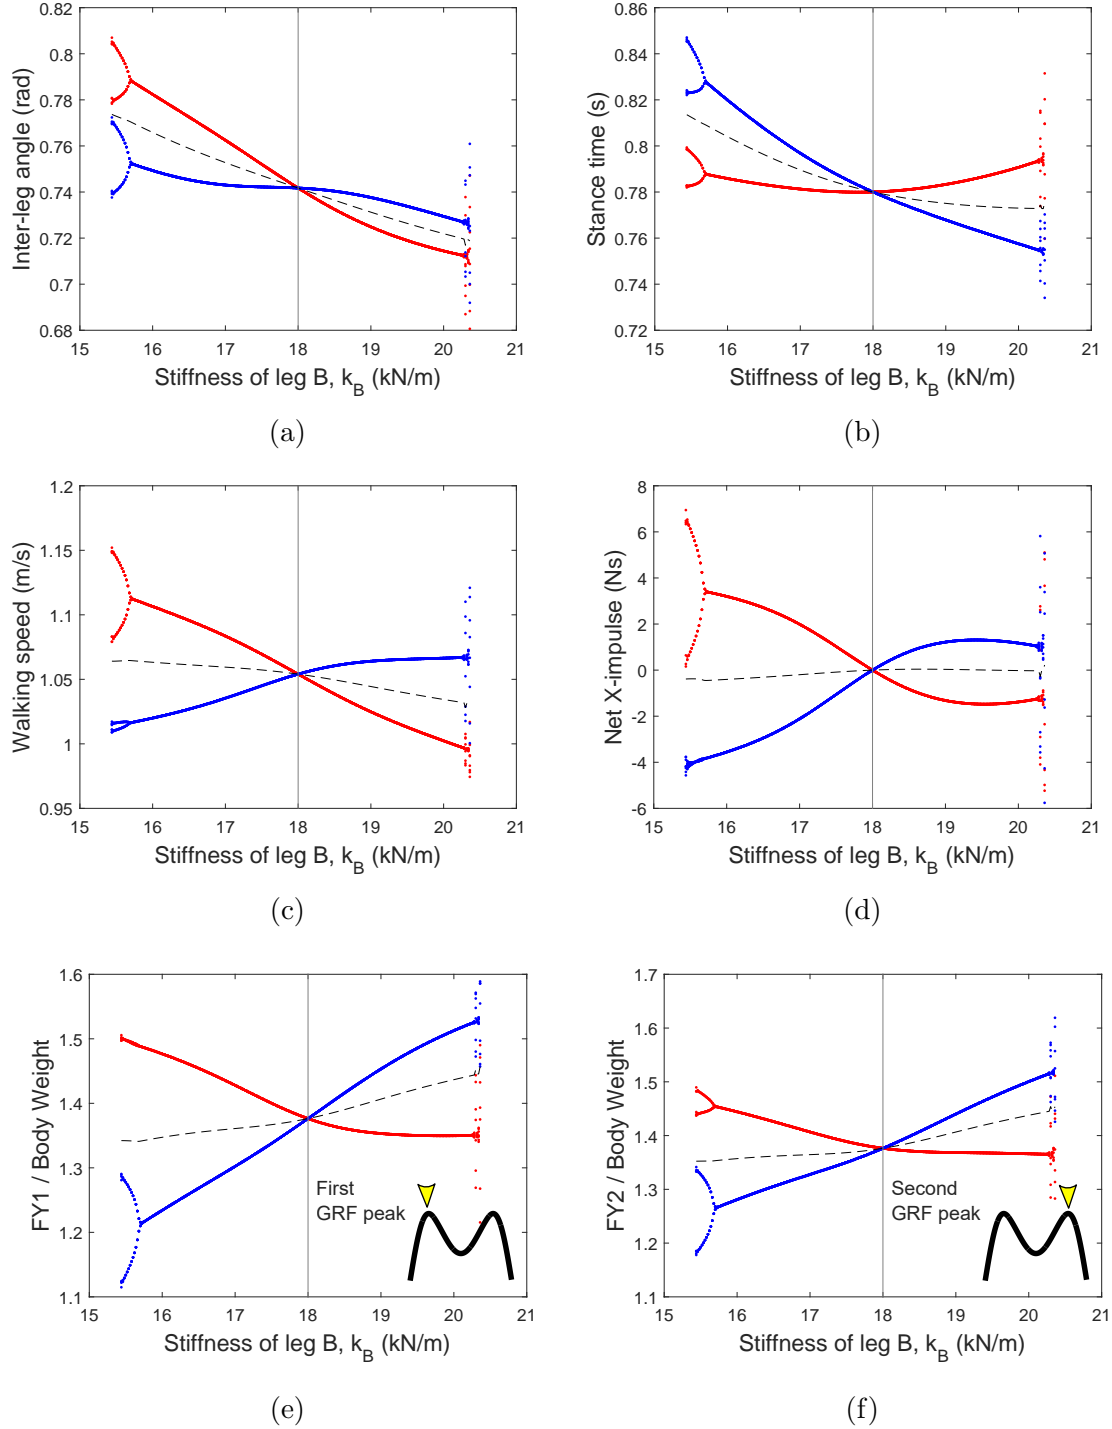 0.82
0.8
0.78
0.76
0.74
0.72
0.7
0.68
Inter-leg angle (rad)
15 16 17 18 19 20 21
Stiffness of leg B, k_B (kN/m)
(a)
0.86
0.84
0.82
0.8
0.78
0.76
0.74
0.72
Stance time (s)
15 16 17 18 19 20 21
Stiffness of leg B, k_B (kN/m)
(b)
1.2
1.15
1.1
1.05
1
0.95
Walking speed (m/s)
15 16 17 18 19 20 21
Stiffness of leg B, k_B (kN/m)
(c)
8
6
4
2
0
-2
-4
-6
Net X-impulse (Ns)
15 16 17 18 19 20 21
Stiffness of leg B, k_B (kN/m)
(d)
1.6
1.5
1.4
1.3
1.2
1.1
FY1 / Body Weight
First
GRF peak
15 16 17 18 19 20 21
Stiffness of leg B, k_B (kN/m)
(e)
1.7
1.6
1.5
1.4
1.3
1.2
1.1
FY2 / Body Weight
Second
GRF peak
15 16 17 18 19 20 21
Stiffness of leg B, k_B (kN/m)
(f)